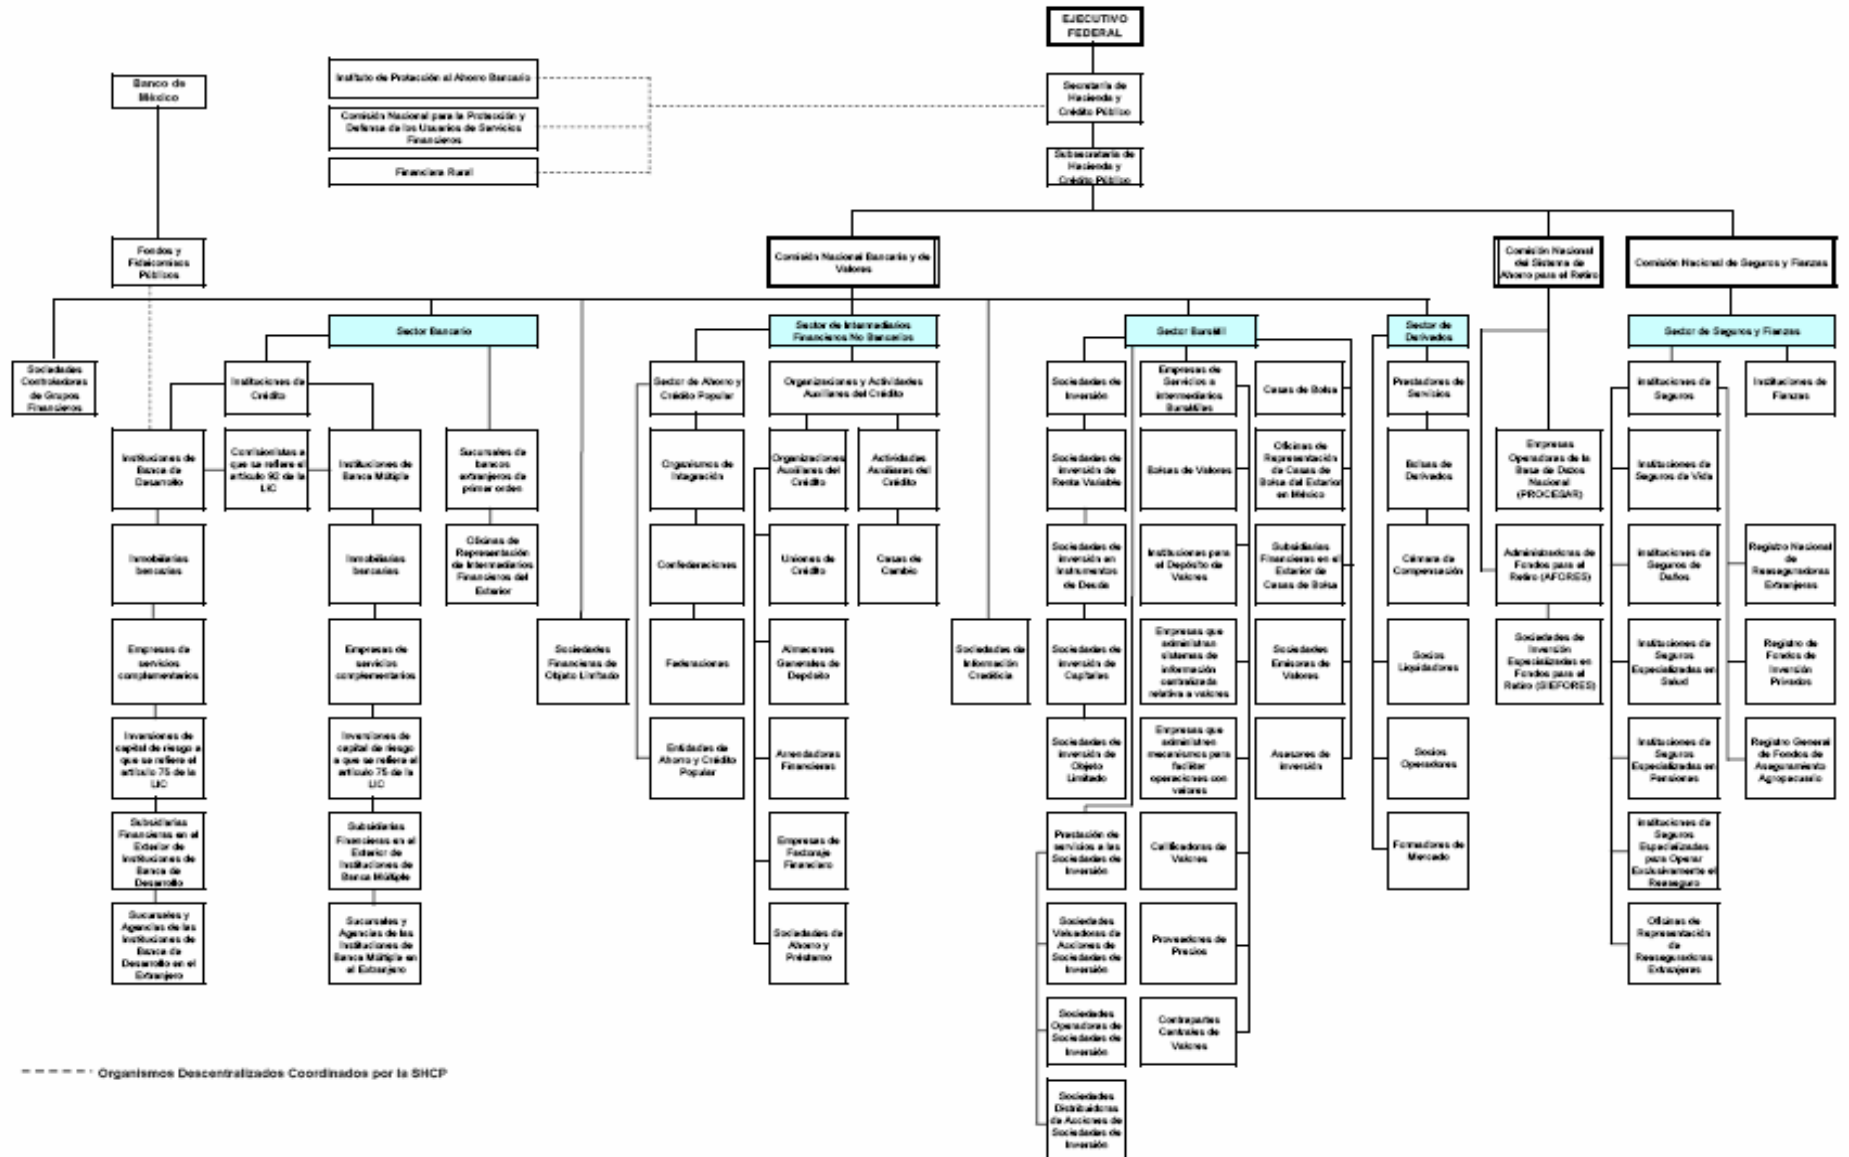 EJECUTIVO
FEDERAL
Banco de
México
Instituto de Protección al Ahorro Bancario
Secretaría de
Hacienda y
Crédito Público
Comisión Nacional para la Protección y
Defensa de los Usuarios de Servicios
Financieros
Financiera Rural
Subsecretaría de
Hacienda y
Crédito Público
Fondos y
Fideicomisos
Públicos
Comisión Nacional Bancaria y de
Valores
Comisión Nacional
del Sistema de
Ahorro para el Retiro
Comisión Nacional de Seguros y Fianzas
Sector Bancario
Sector de Intermediarios
Financieros No Bancarios
Sector Bursátil
Sector de
Derivados
Sector de Seguros y Fianzas
Sociedades
Controladoras
de Grupos
Financieros
Instituciones de
Crédito
Sector de Ahorro y
Crédito Popular
Organizaciones y Actividades
Auxiliares del Crédito
Sociedades de
Inversión
Empresas de
Servicios a
Intermediarios
Bursátiles
Casas de Bolsa
Prestadores de
Servicios
Instituciones de
Seguros
Instituciones de
Fianzas
Instituciones de
Banca de
Desarrollo
Comisionistas a
que se refiere el
artículo 92 de la
LIC
Instituciones de
Banca Múltiple
Sucursales de
bancos
extranjeros de
primer orden
Organismos de
Integración
Organizaciones
Auxiliares del
Crédito
Actividades
Auxiliares del
Crédito
Sociedades de
Inversión de
Renta Variable
Bolsas de Valores
Oficinas de
Representación
de Casas de
Bolsa del Exterior
en México
Bolsas de
Derivados
Empresas
Operadoras de la
Base de Datos
Nacional
(PROCESAR)
Instituciones de
Seguros de Vida
Inmobiliarias
bancarias
Inmobiliarias
bancarias
Oficinas de
Representación
de Intermediarios
Financieros del
Exterior
Confederaciones
Uniones de
Crédito
Casas de
Cambio
Sociedades de
Inversión en
Instrumentos
de Deuda
Instituciones para
el Depósito de
Valores
Subsidiarias
Financieras en el
Exterior de
Casas de Bolsa
Cámara de
Compensación
Administradoras de
Fondos para el
Retiro (AFORES)
Instituciones de
Seguros de
Daños
Registro Nacional
de
Reaseguradoras
Extranjeras
Empresas de
servicios
complementarios
Empresas de
servicios
complementarios
Sociedades
Financieras de
Objeto Limitado
Federaciones
Almacenes
Generales de
Depósito
Sociedades de
Información
Crediticia
Sociedades de
Inversión de
Capitales
Empresas que
administran
sistemas de
información
centralizada
relativa a valores
Sociedades
Emisoras de
Valores
Socios
Liquidadores
Sociedades de
Inversión
Especializadas en
Fondos para el
Retiro (SIEFORES)
Instituciones de
Seguros
Especializadas en
Salud
Registro de
Fondos de
Inversión
Privados
Inversiones de
capital de riesgo a
que se refiere el
artículo 75 de la
LIC
Inversiones de
capital de riesgo
a que se refiere el
artículo 75 de la
LIC
Entidades de
Ahorro y Crédito
Popular
Arrendadoras
Financieras
Sociedades de
Inversión de
Objeto
Limitado
Empresas que
administren
mecanismos para
facilitar
operaciones con
valores
Asesores de
inversión
Socios
Operadores
Instituciones de
Seguros
Especializadas en
Pensiones
Registro General
de Fondos de
Aseguramiento
Agropecuario
Subsidiarias
Financieras en el
Exterior de
Instituciones de
Banca de
Desarrollo
Subsidiarias
Financieras en el
Exterior de
Instituciones de
Banca Múltiple
Empresas de
Factoraje
Financiero
Prestación de
servicios a las
Sociedades de
Inversión
Calificadoras de
Valores
Formadores de
Mercado
Instituciones de
Seguros
Especializadas
para Operar
Exclusivamente el
Reaseguro
Sucursales y
Agencias de las
Instituciones de
Banca de
Desarrollo en el
Extranjero
Sucursales y
Agencias de las
Instituciones de
Banca Múltiple en
el Extranjero
Sociedades de
Ahorro y
Préstamo
Sociedades
Valuadoras de
Acciones de
Sociedades de
Inversión
Proveedores de
Precios
Oficinas de
Representación
de
Reaseguradoras
Extranjeras
Sociedades
Operadoras de
Sociedades de
Inversión
Contrapartes
Centrales de
Valores
Organismos Descentralizados Coordinados por la SHCP
Sociedades
Distribuidoras
de Acciones de
Sociedades de
Inversión